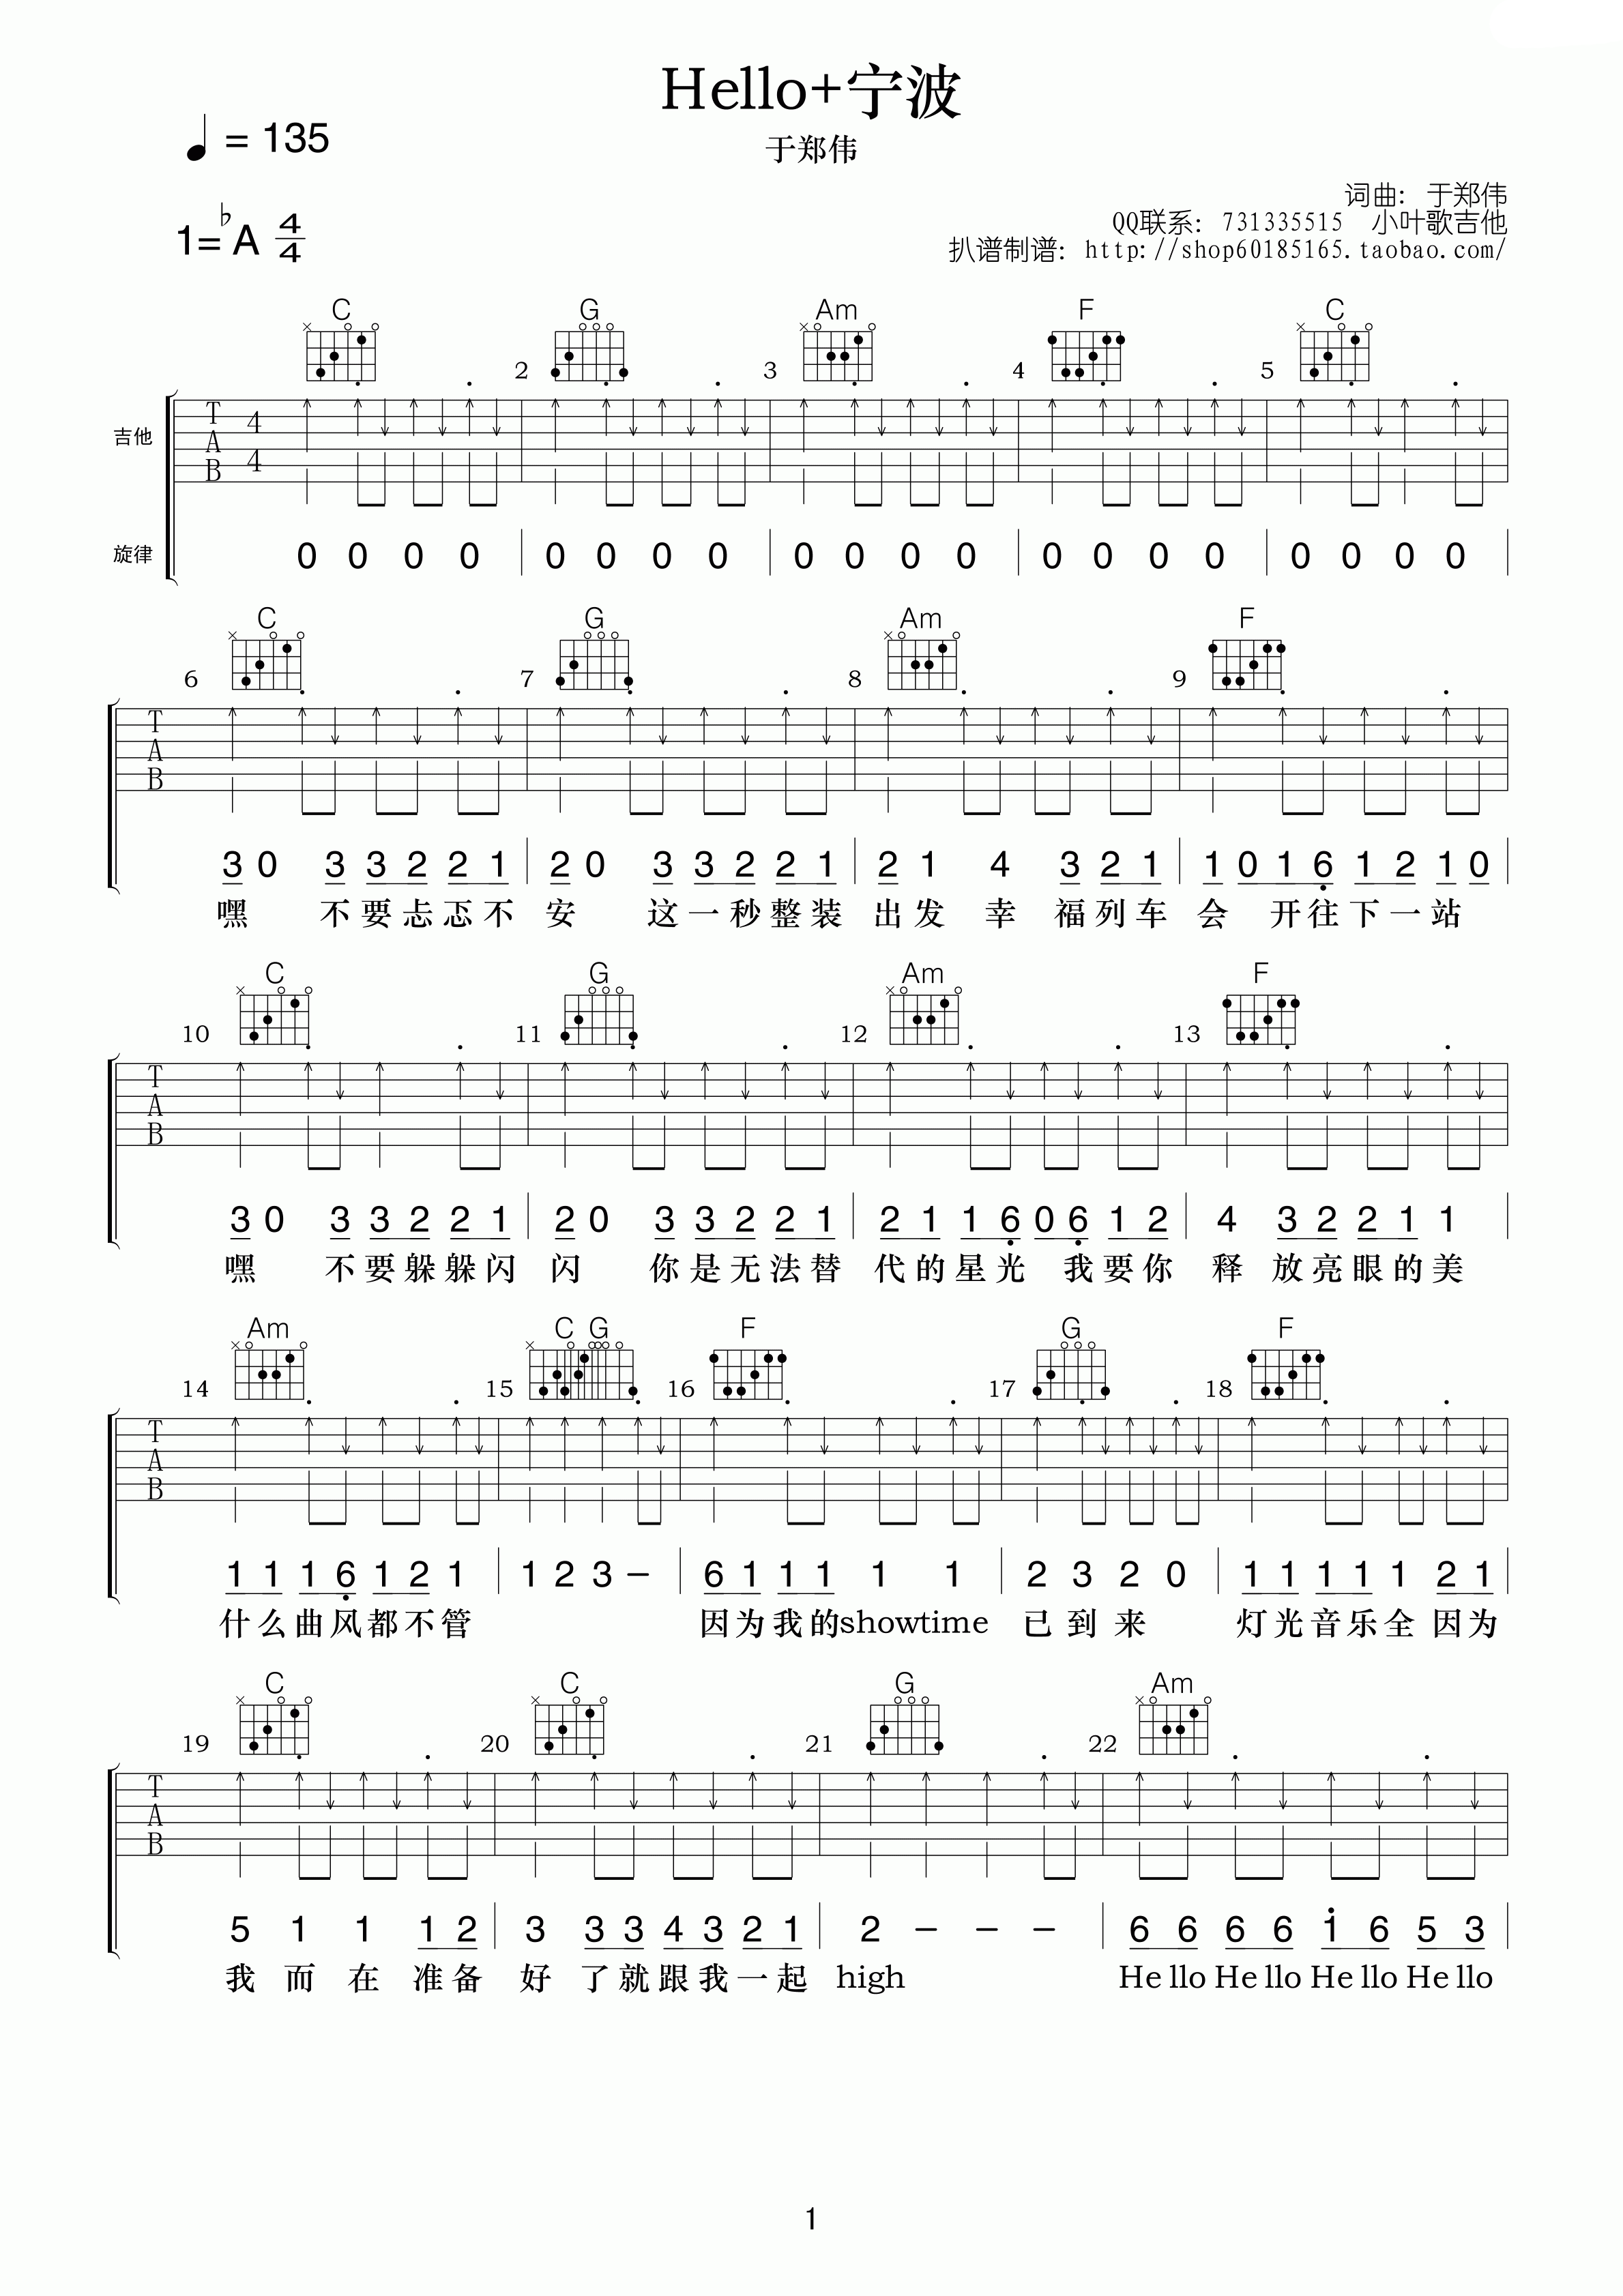 Hello+宁波
于郑伟
♩ = 135
1=♭A 4/4
词曲: 于郑伟
QQ联系: 731335515 小叶歌吉他
扒谱制谱: http://shop60185165.taobao.com/
C 2 G 3 Am 4 F 5 C
吉他 T A B 4 4
旋律 0 0 0 0 0 0 0 0 0 0 0 0 0 0 0 0 0 0 0 0
6 C 7 G 8 Am 9 F
T A B
3 0 3 3 2 2 1 2 0 3 3 2 2 1 2 1 4 3 2 1 1 0 1 6 1 2 1 0
嘿 不要忐忑不安 这一秒整装出发 幸 福列车会 开往下一站
10 C 11 G 12 Am 13 F
T A B
3 0 3 3 2 2 1 2 0 3 3 2 2 1 2 1 1 6 0 6 1 2 4 3 2 2 1 1
嘿 不要躲躲闪闪 你是无法替代的星光 我要你释 放亮眼的美
14 Am 15 C G 16 F 17 G 18 F
T A B
1 1 1 6 1 2 1 1 2 3 – 6 1 1 1 1 1 2 3 2 0 1 1 1 1 1 2 1
什么曲风都不管 因为我的showtime 已到来 灯光音乐全 因为
19 C 20 C 21 G 22 Am
T A B
5 1 1 1 2 3 3 3 4 3 2 1 2 – – – 6 6 6 6 1 6 5 3
我 而 在 准备 好 了就跟我一起 high He llo He llo He llo He llo
1